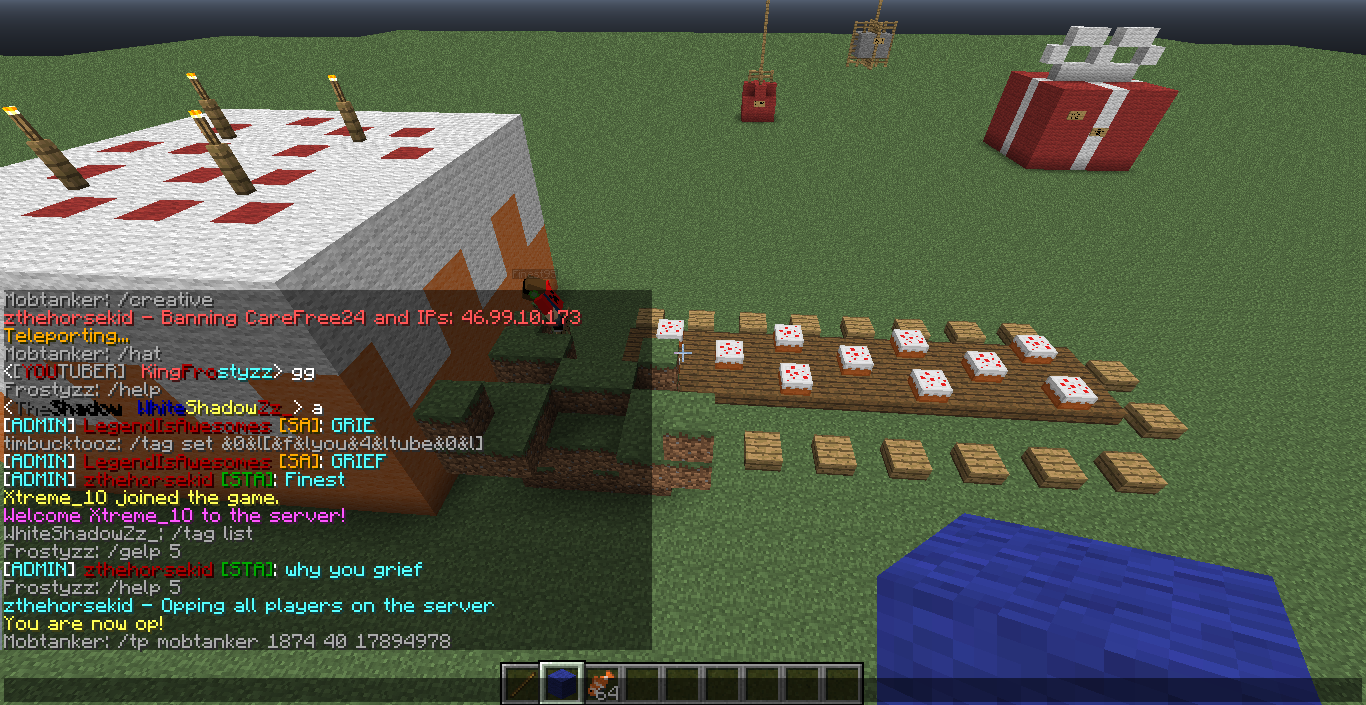 Mobtanker: /creative
zthehorsekid - Banning CareFree24 and IPs: 46.99.10.173
Teleporting...
Mobtanker: /hat
<[YOUTUBER] KingFrostyzz> gg
Frostyzz: /help
<TheShadow WhiteShadowZz_> a
[ADMIN] LegendIsAwesomes [SA]: GRIE
timbucktooz: /tag set &0&l[&f&lyou&4&ltube&0&l]
[ADMIN] LegendIsAwesomes [SA]: GRIEF
[ADMIN] zthehorsekid [STA]: Finest
Xtreme_10 joined the game.
Welcome Xtreme_10 to the server!
WhiteShadowZz_: /tag list
Frostyzz: /gelp 5
[ADMIN] zthehorsekid [STA]: why you grief
Frostyzz: /help 5
zthehorsekid - Opping all players on the server
You are now op!
Mobtanker: /tp mobtanker 1874 40 17894978
64